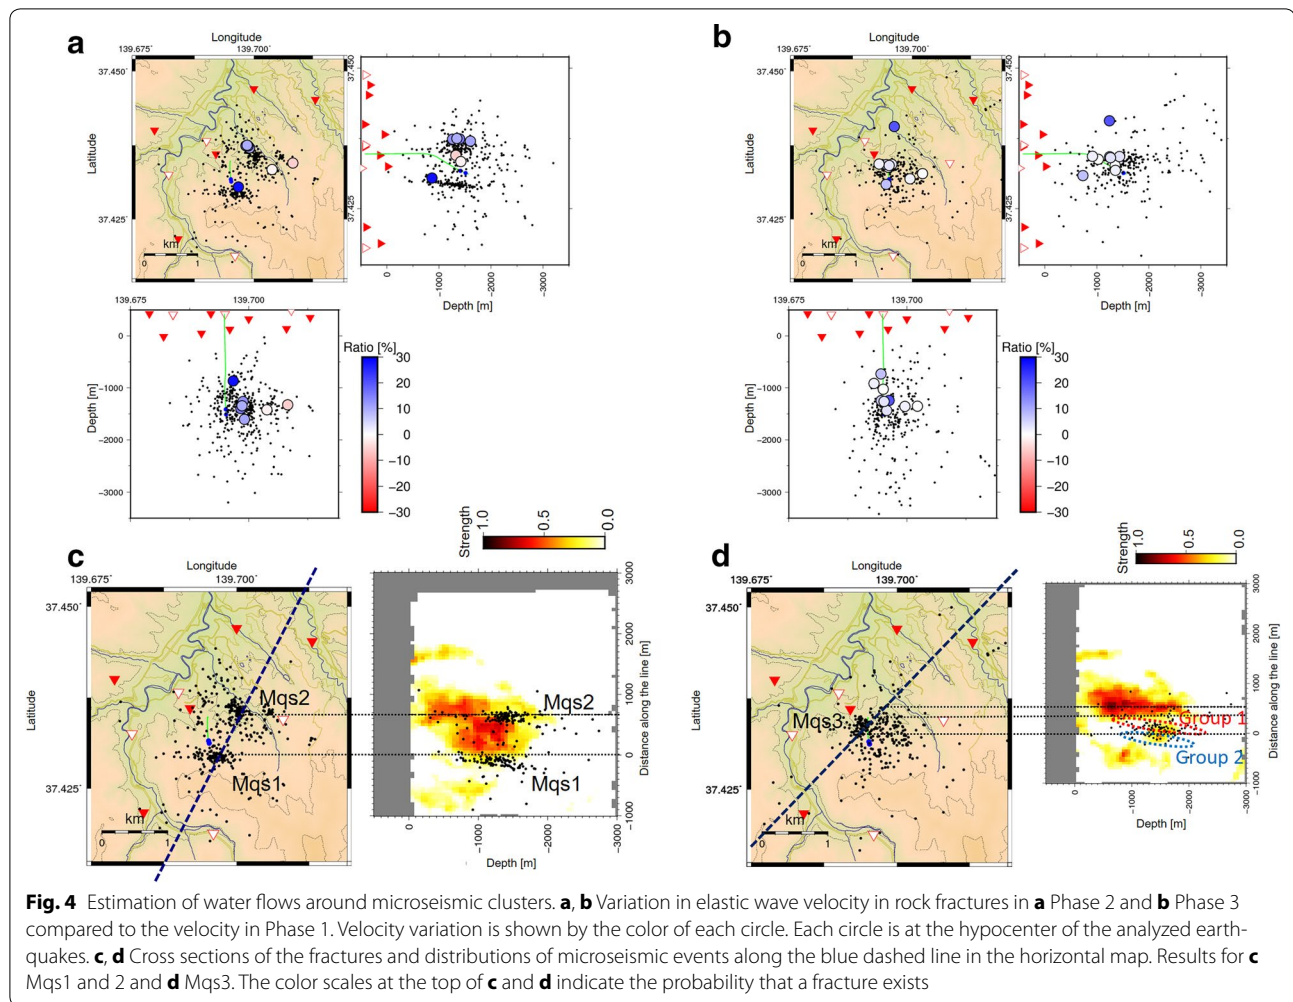 a
Longitude
139.675°
139.700°
37.450°
Latitude
37.425°
km
0
1
37.450
37.425
0
-1000
-2000
-3000
Depth [m]
139.675
139.700
0
-1000
-2000
-3000
Depth [m]
Ratio [%]
30
20
10
0
-10
-20
-30
b
Longitude
139.675°
139.700°
37.450°
Latitude
37.425°
km
0
1
37.450
37.425
0
-1000
-2000
-3000
Depth [m]
139.675
139.700
0
-1000
-2000
-3000
Depth [m]
Ratio [%]
30
20
10
0
-10
-20
-30
c
Longitude
139.675°
139.700°
37.450°
Latitude
37.425°
Mqs2
Mqs1
km
0
1
Strength
1.0
0.5
0.0
Mqs2
Mqs1
3000
2000
1000
0
-1000
Distance along the line [m]
0
-1000
-2000
-3000
Depth [m]
d
Longitude
139.675°
139.700°
37.450°
Latitude
37.425°
Mqs3
km
0
1
Strength
1.0
0.5
0.0
Group 1
Group 2
3000
2000
1000
0
-1000
Distance along the line [m]
0
-1000
-2000
-3000
Depth [m]
Fig. 4 Estimation of water flows around microseismic clusters. a, b Variation in elastic wave velocity in rock fractures in a Phase 2 and b Phase 3
compared to the velocity in Phase 1. Velocity variation is shown by the color of each circle. Each circle is at the hypocenter of the analyzed earth-
quakes. c, d Cross sections of the fractures and distributions of microseismic events along the blue dashed line in the horizontal map. Results for c
Mqs1 and 2 and d Mqs3. The color scales at the top of c and d indicate the probability that a fracture exists